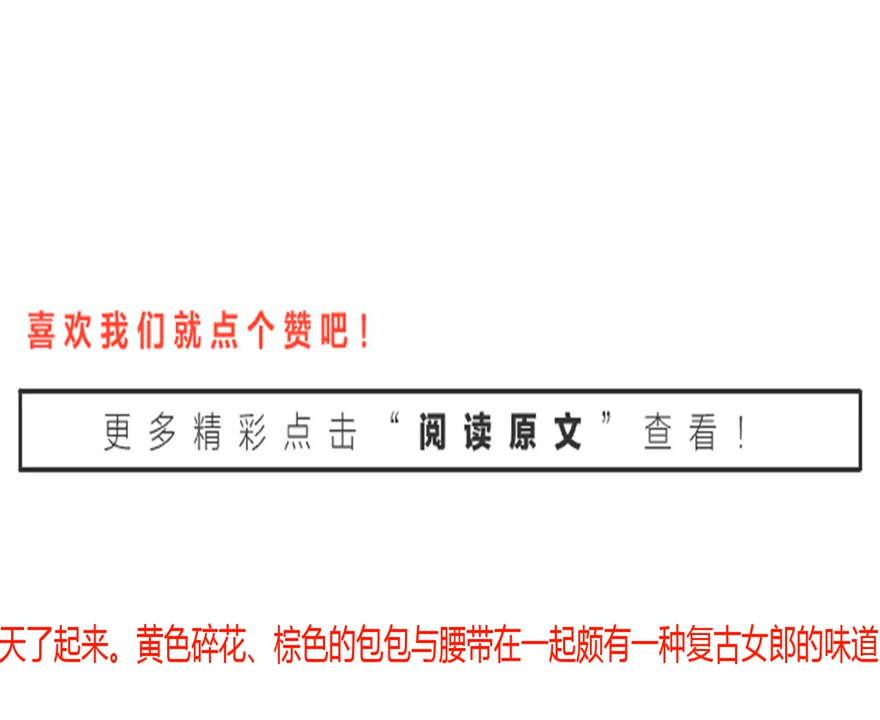 喜欢我们就点个赞吧！
更多精彩点击“阅读原文”查看！
天了起来。黄色碎花、棕色的包包与腰带在一起颇有一种复古女郎的味道